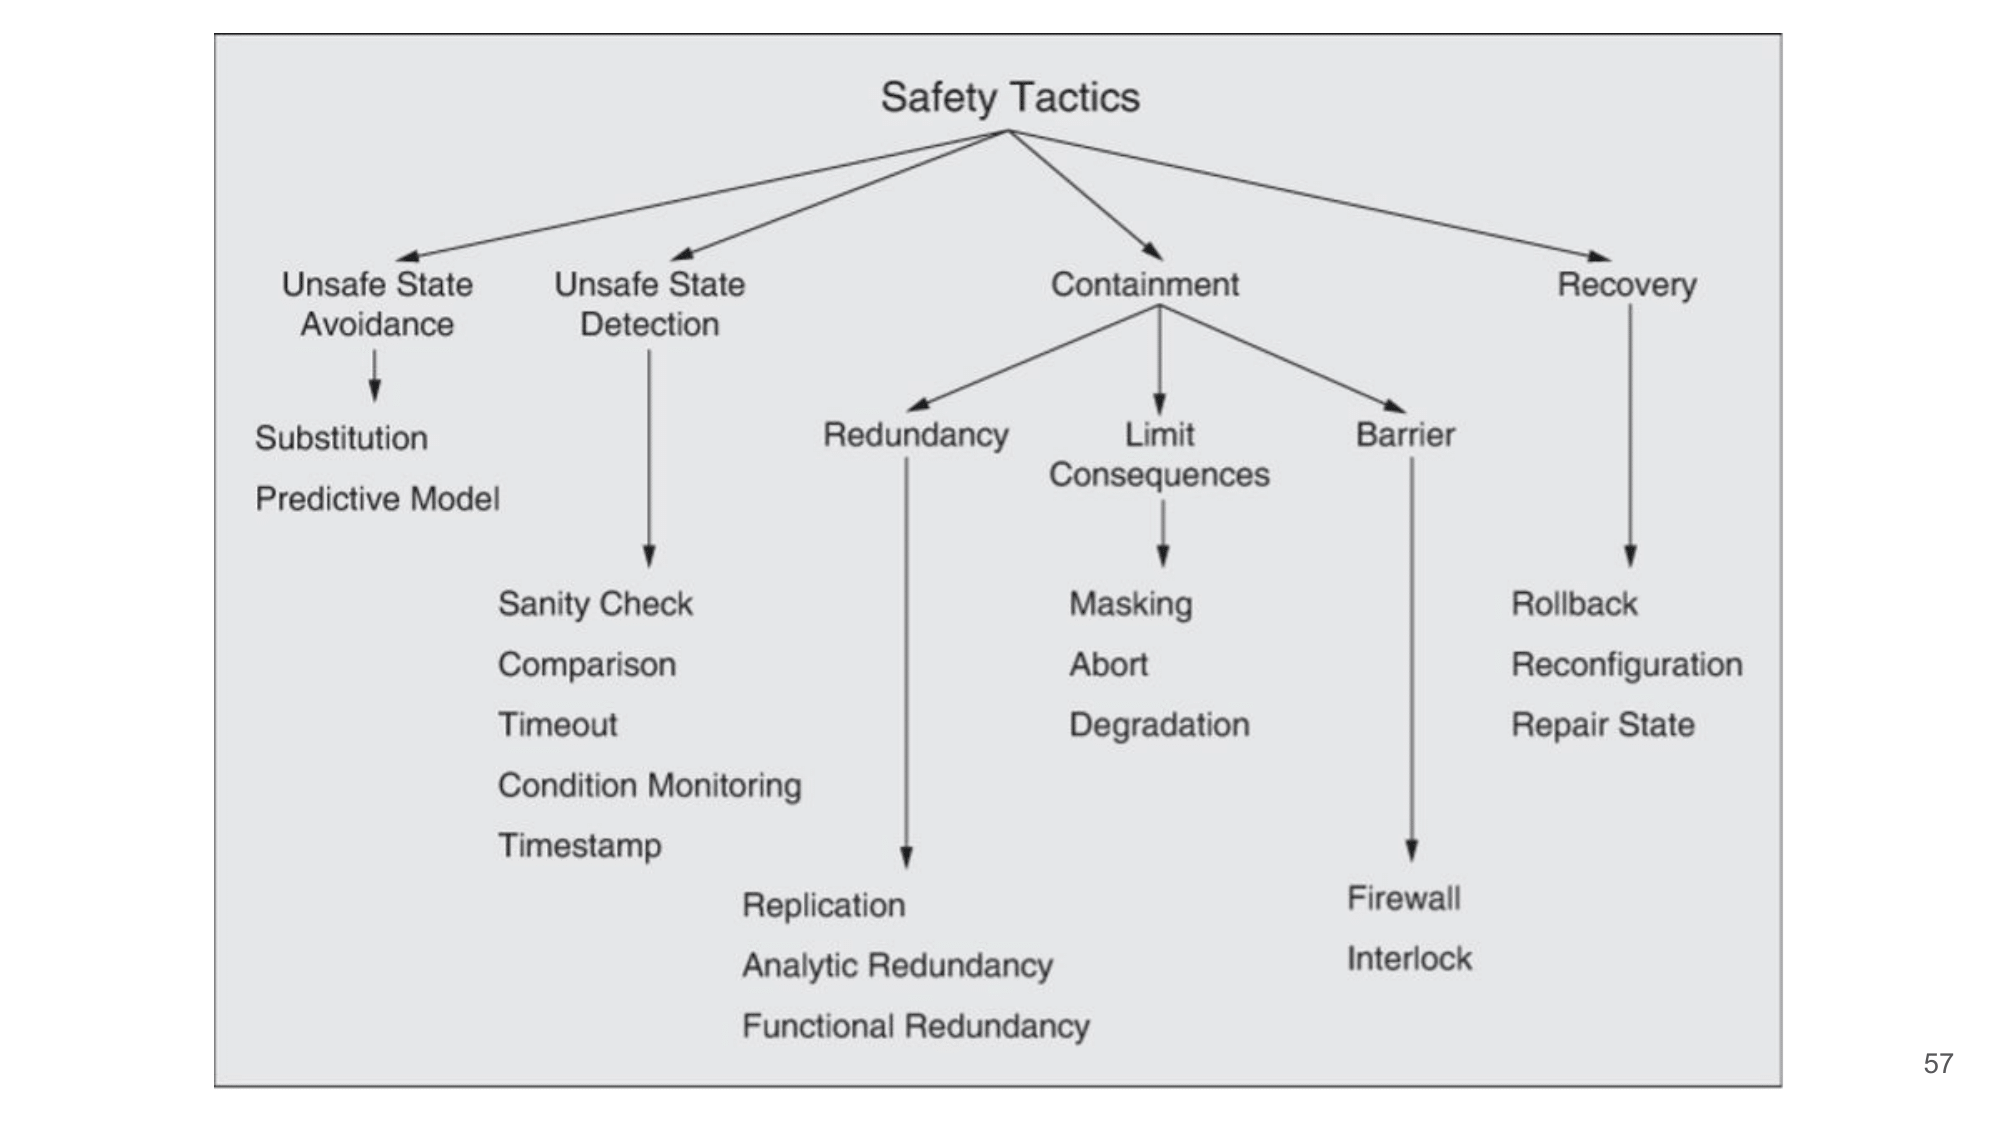 Safety Tactics
Unsafe State
Avoidance
Unsafe State
Detection
Containment
Recovery
Substitution
Predictive Model
Redundancy
Limit
Consequences
Barrier
Sanity Check
Comparison
Timeout
Condition Monitoring
Timestamp
Masking
Abort
Degradation
Rollback
Reconfiguration
Repair State
Replication
Analytic Redundancy
Functional Redundancy
Firewall
Interlock
57